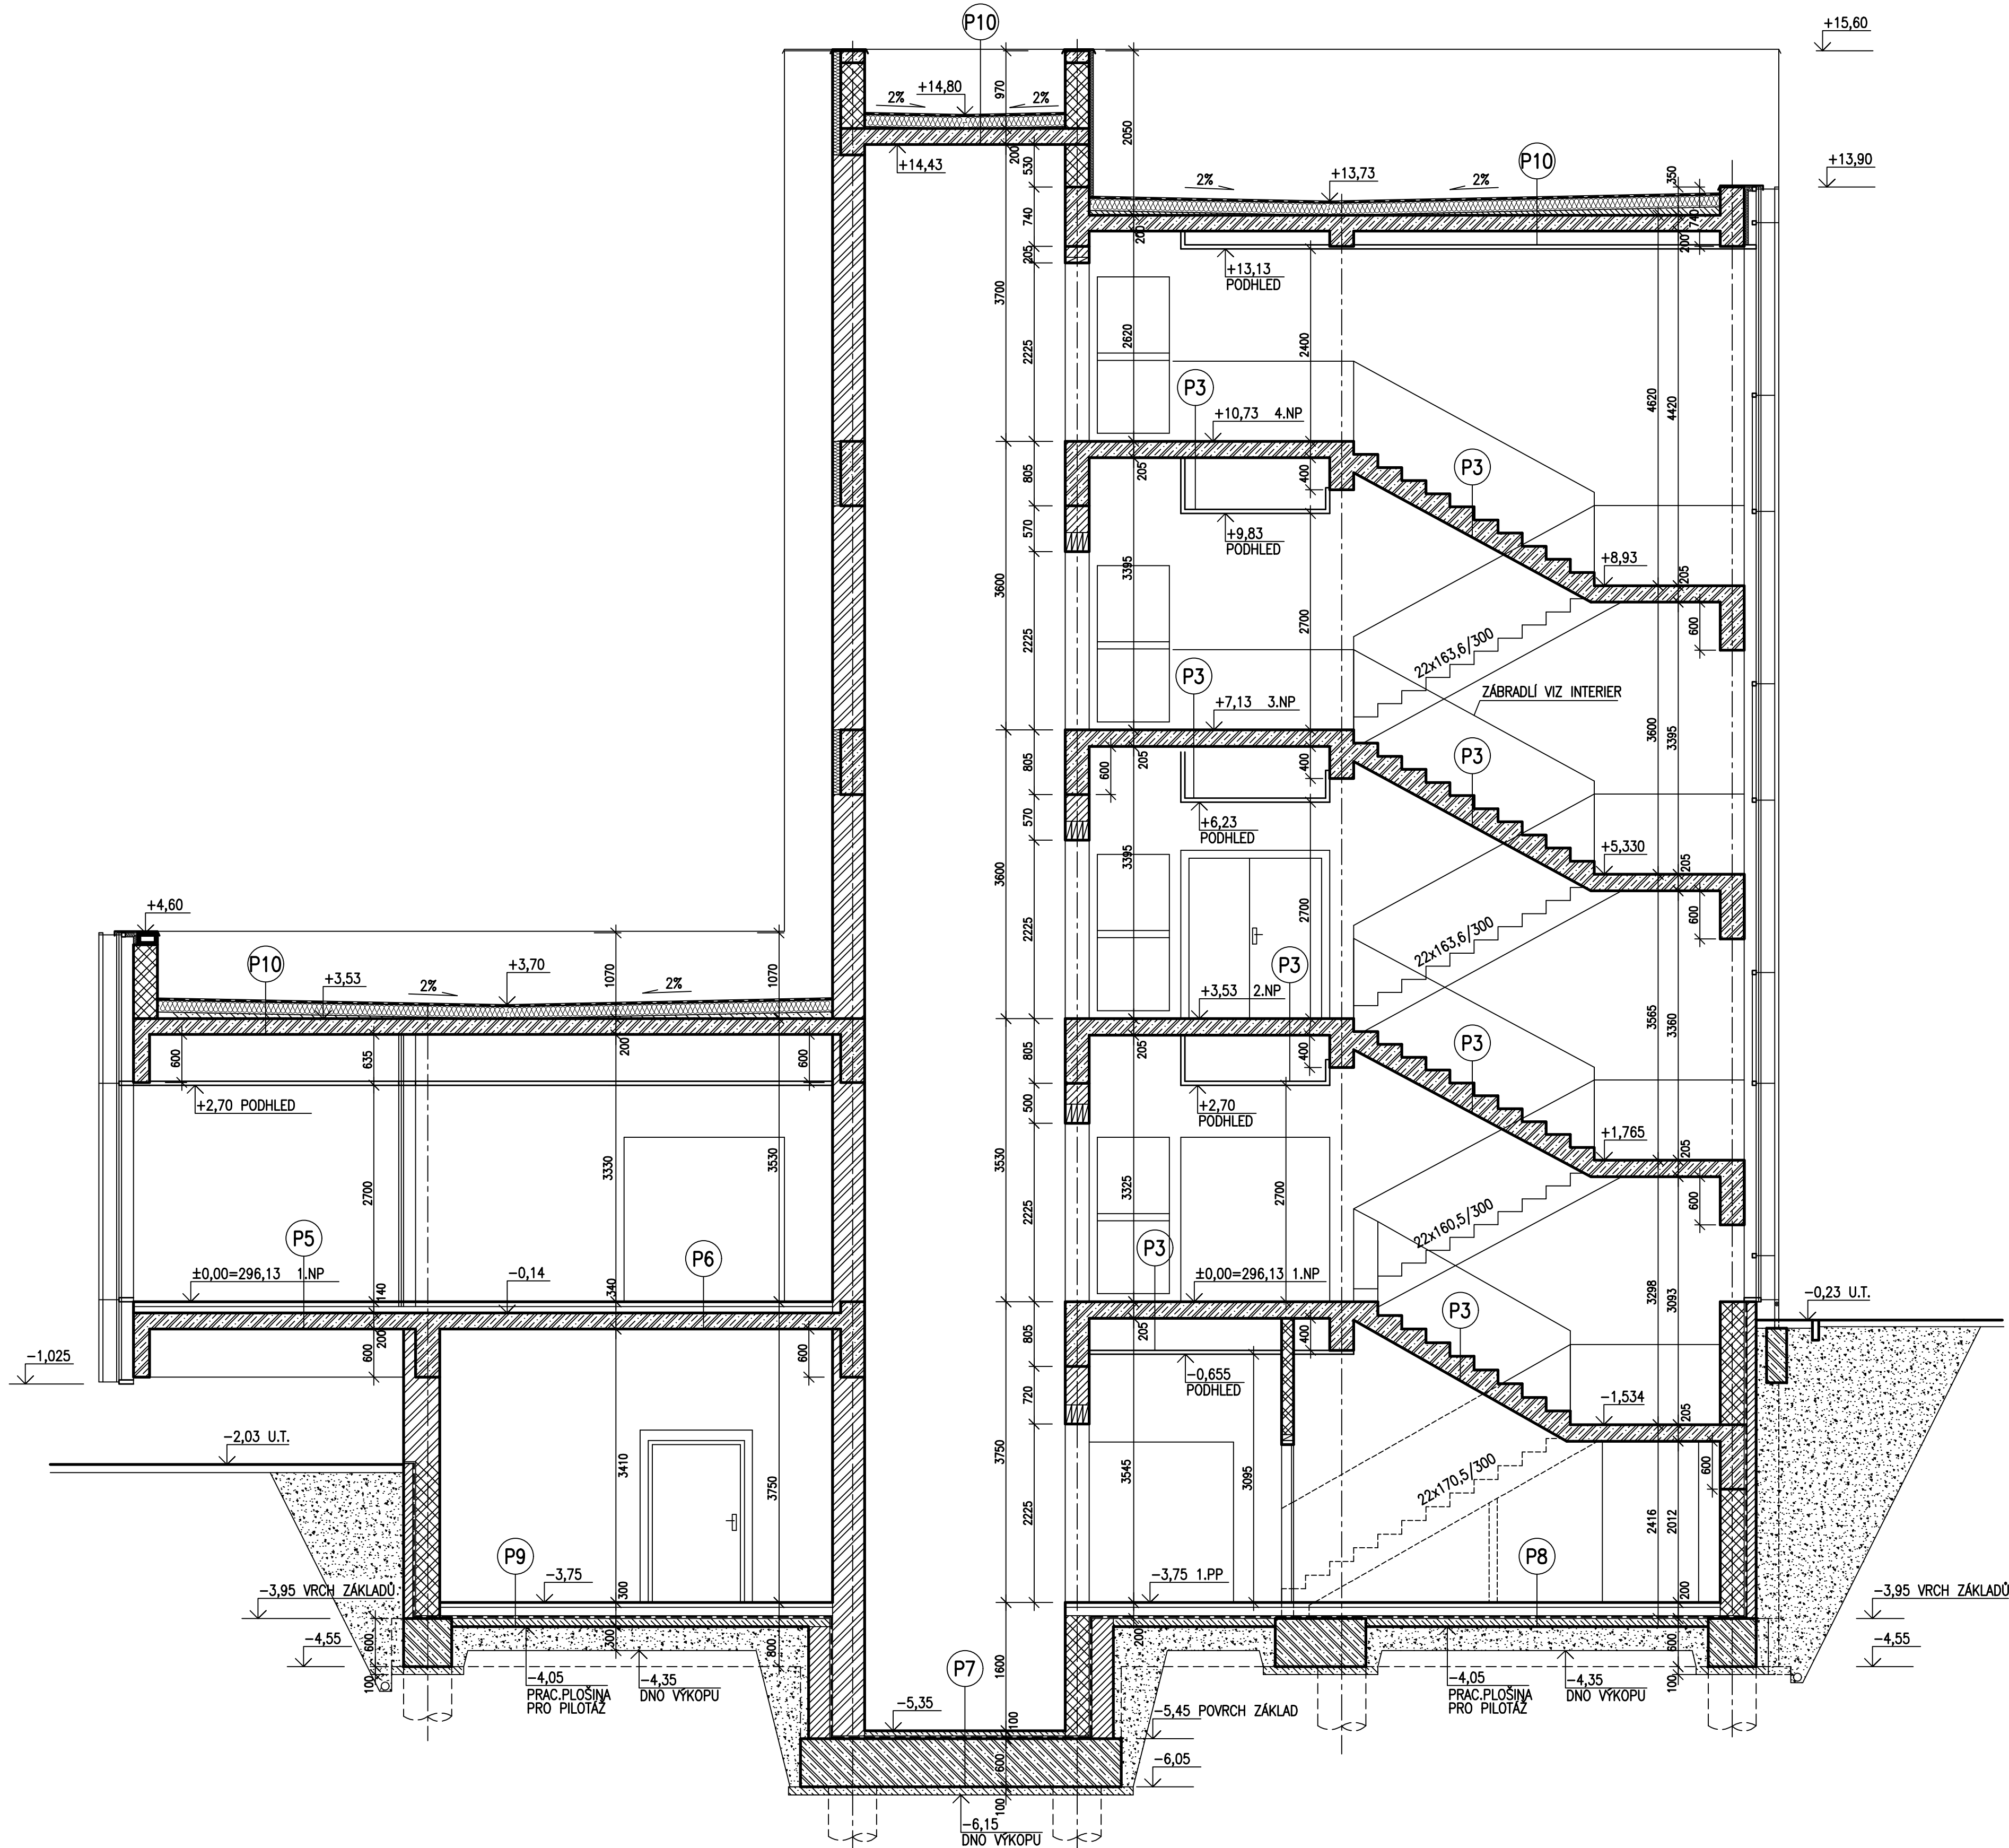 P10
+15,60
970
2%
+14,80
2%
2050
+14,43
200
530
P10
+13,90
2%
+13,73
2%
350
740
740
200
200
205
+13,13
PODHLED
3700
2620
2400
2225
P3
4620
4420
+10,73 4.NP
805
205
400
P3
570
+9,83
PODHLED
3395
3600
+8,93
205
2700
600
2225
22x163,6/300
P3
ZÁBRADLÍ VIZ INTERIER
+7,13 3.NP
3600
3395
805
600
205
400
P3
570
+6,23
PODHLED
3395
3600
+5,330
205
2700
600
2225
22x163,6/300
+4,60
P10
+3,53
2%
+3,70
2%
1070
1070
P3
+3,53 2.NP
3565
3360
600
635
200
600
805
205
400
P3
+2,70 PODHLED
500
+2,70
PODHLED
3530
+1,765
205
2700
3330
3530
3325
2700
600
2225
22x160,5/300
P5
P6
P3
±0,00=296,13 1.NP
140
-0,14
340
±0,00=296,13 1.NP
3298
3093
-0,23 U.T.
200
600
600
805
205
400
P3
-1,025
-0,655
PODHLED
720
-1,534
205
-2,03 U.T.
3410
3750
3750
3545
3095
22x170,5/300
600
2225
2416
2012
P9
P8
-3,95 VRCH ZÁKLADŮ
-3,75
300
-3,75 1.PP
200
-3,95 VRCH ZÁKLADŮ
600
300
800
200
600
-4,55
-4,55
100
-4,05
PRAC.PLOŠINA
PRO PILOTÁŽ
-4,35
DNO VÝKOPU
P7
1600
-4,05
PRAC.PLOŠINA
PRO PILOTÁŽ
-4,35
DNO VÝKOPU
100
-5,35
100
-5,45 POVRCH ZÁKLAD
600
-6,05
100
-6,15
DNO VÝKOPU